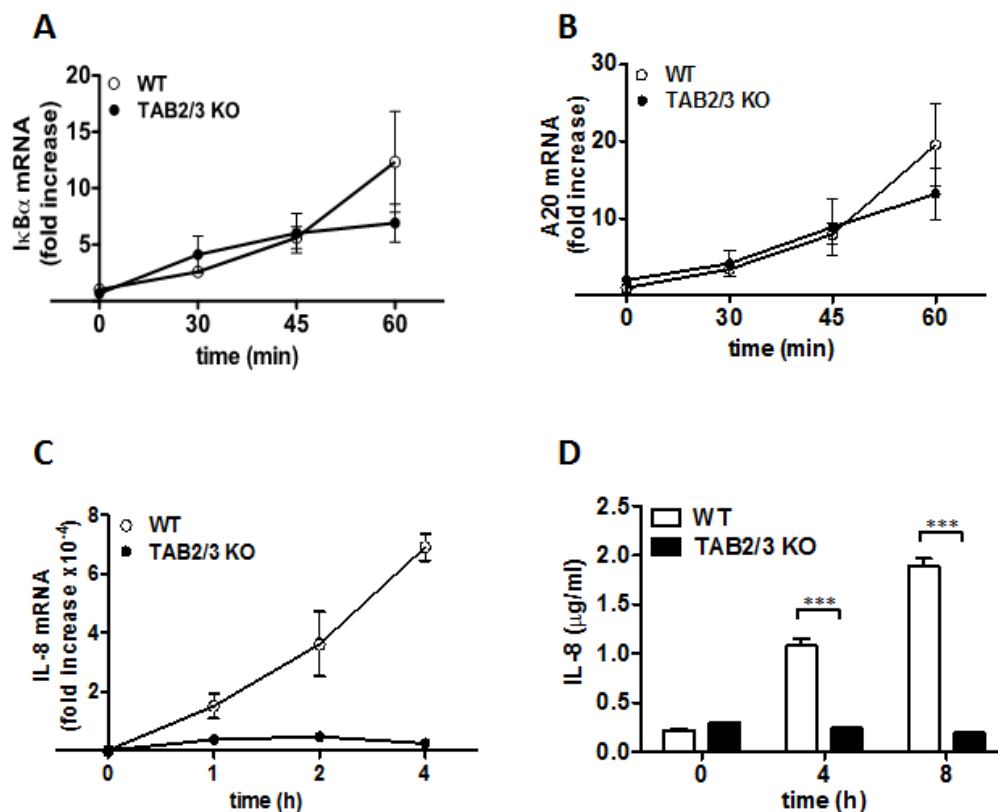 A
IκBα mRNA
(fold increase)
20
15
10
5
WT
TAB2/3 KO
0
30
45
60
time (min)
B
A20 mRNA
(fold increase)
30
20
10
WT
TAB2/3 KO
0
30
45
60
time (min)
C
IL-8 mRNA
(fold Increase x10⁻⁴)
8
6
4
2
WT
TAB2/3 KO
0
1
2
4
time (h)
D
IL-8 (μg/ml)
2.5
2.0
1.5
1.0
0.5
0.0
WT
TAB2/3 KO
***
***
0
4
8
time (h)